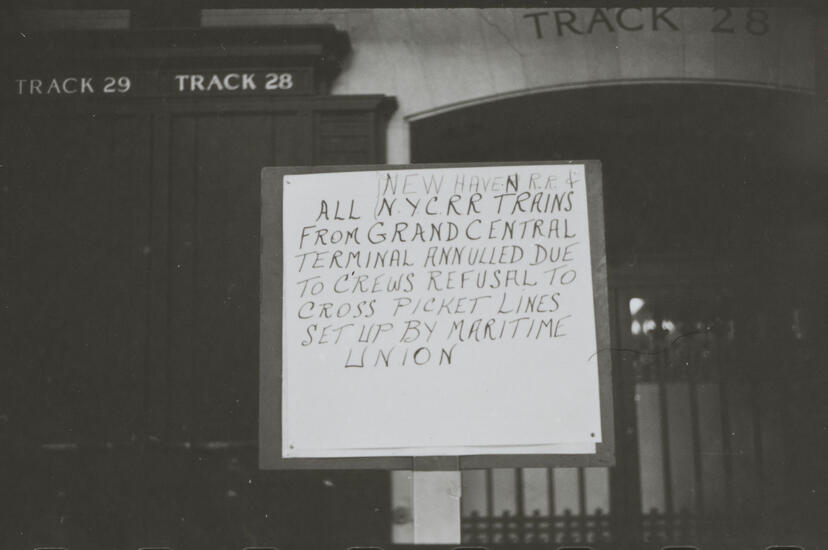 TRACK 28
TRACK 29 TRACK 28
NEW HAVEN R.R. &
ALL N.Y.C.RR TRAINS
FROM GRAND CENTRAL
TERMINAL ANNULLED DUE
TO CREWS REFUSAL TO
CROSS PICKET LINES
SET UP BY MARITIME
UNION